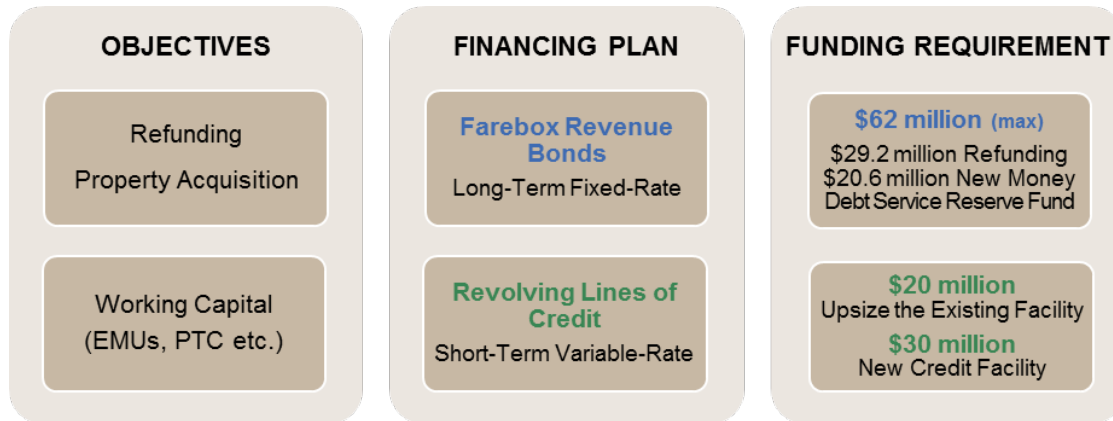 OBJECTIVES
Refunding
Property Acquisition
Working Capital
(EMUs, PTC etc.)
FINANCING PLAN
Farebox Revenue
Bonds
Long-Term Fixed-Rate
Revolving Lines of
Credit
Short-Term Variable-Rate
FUNDING REQUIREMENT
$62 million (max)
$29.2 million Refunding
$20.6 million New Money
Debt Service Reserve Fund
$20 million
Upsize the Existing Facility
$30 million
New Credit Facility